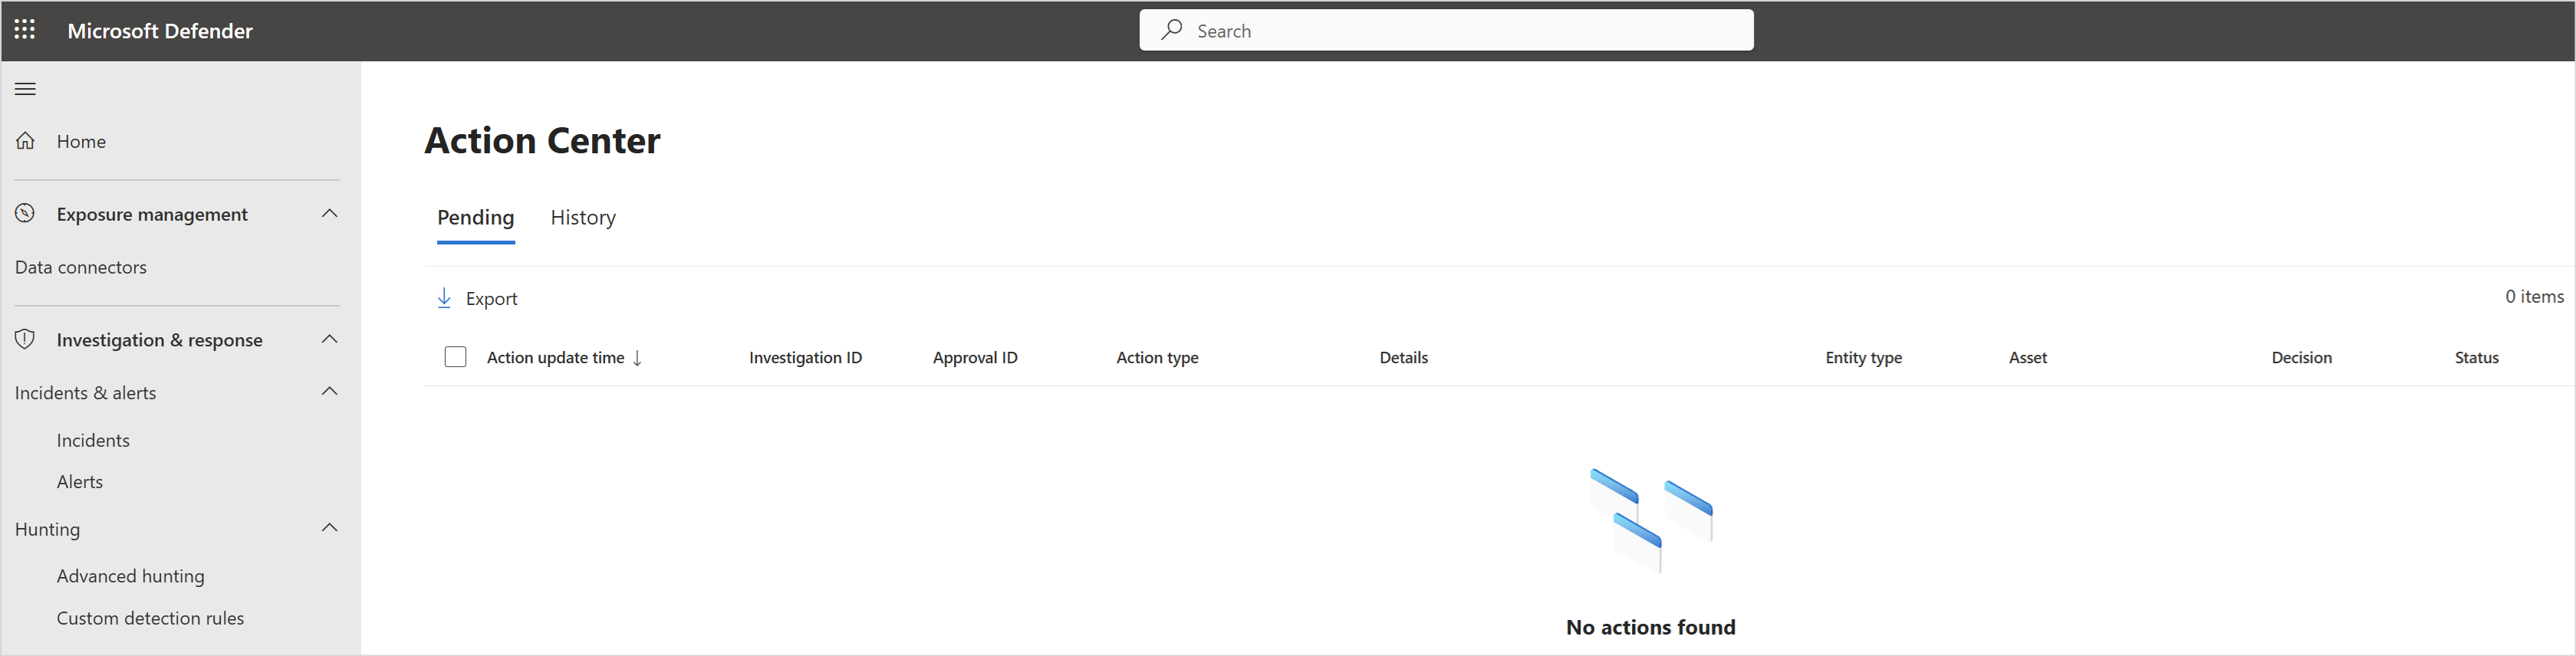 Microsoft Defender
Search
Home
Exposure management
Data connectors
Investigation & response
Incidents & alerts
Incidents
Alerts
Hunting
Advanced hunting
Custom detection rules
Action Center
Pending History
Export
0 items
Action update time Investigation ID Approval ID Action type Details Entity type Asset Decision Status
No actions found